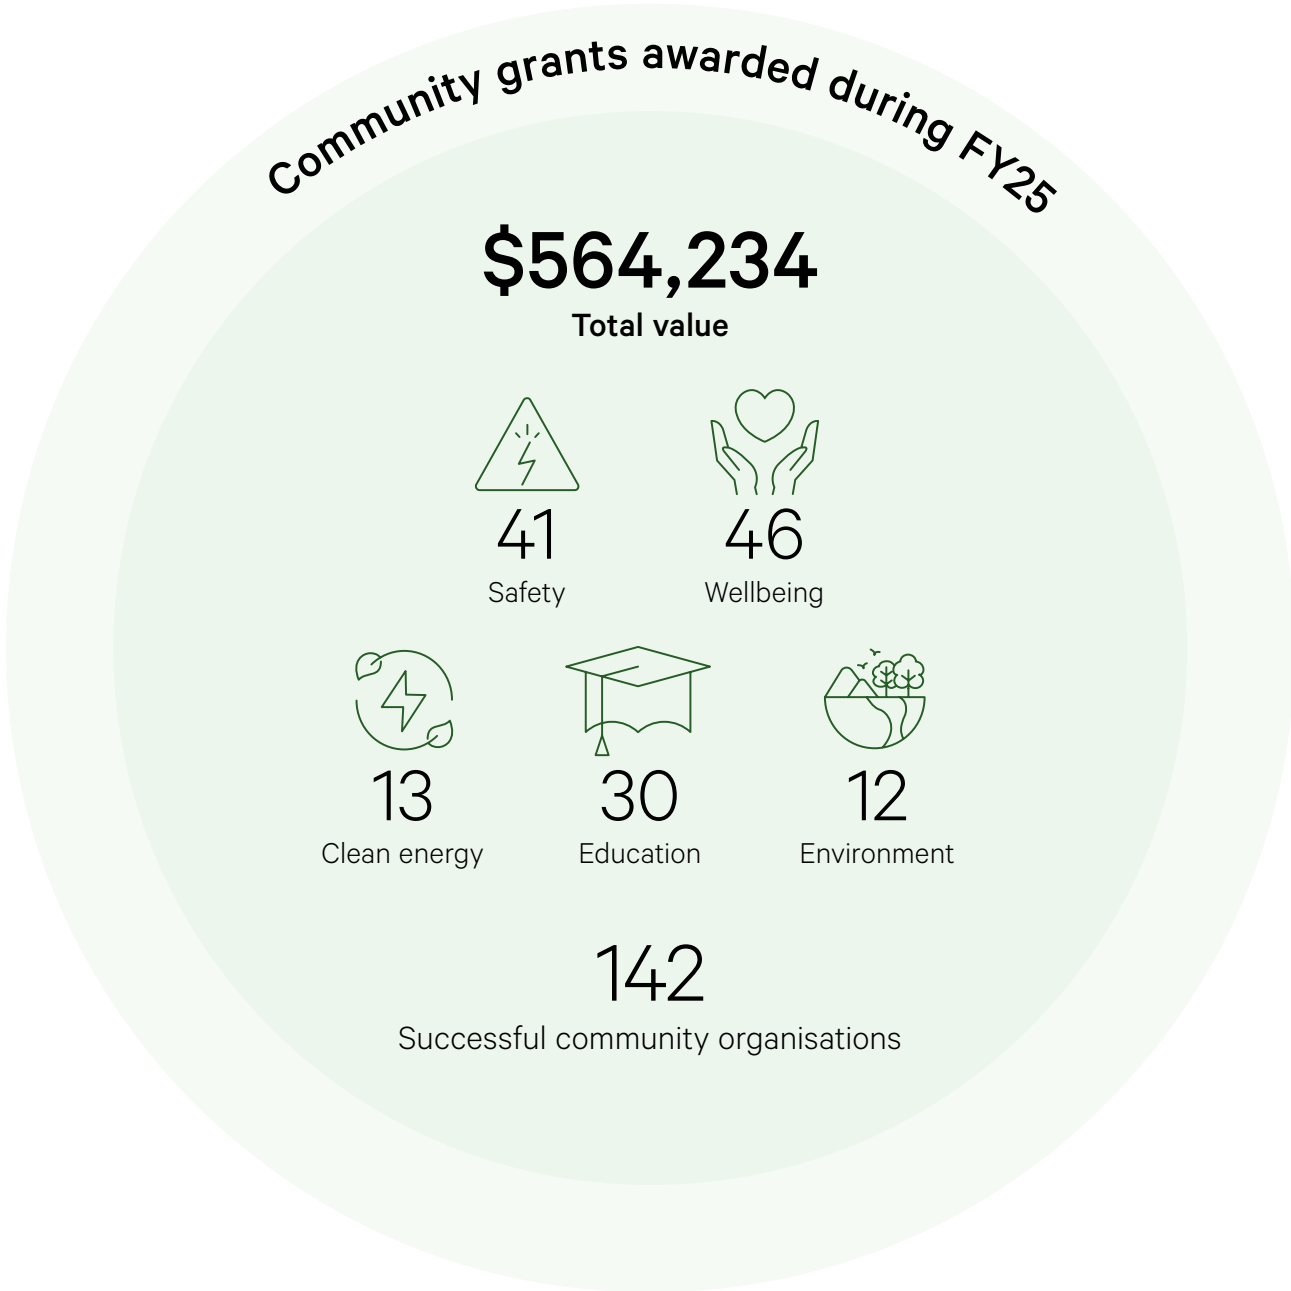 Community grants awarded during FY25
$564,234
Total value
41
Safety
46
Wellbeing
13
Clean energy
30
Education
12
Environment
142
Successful community organisations